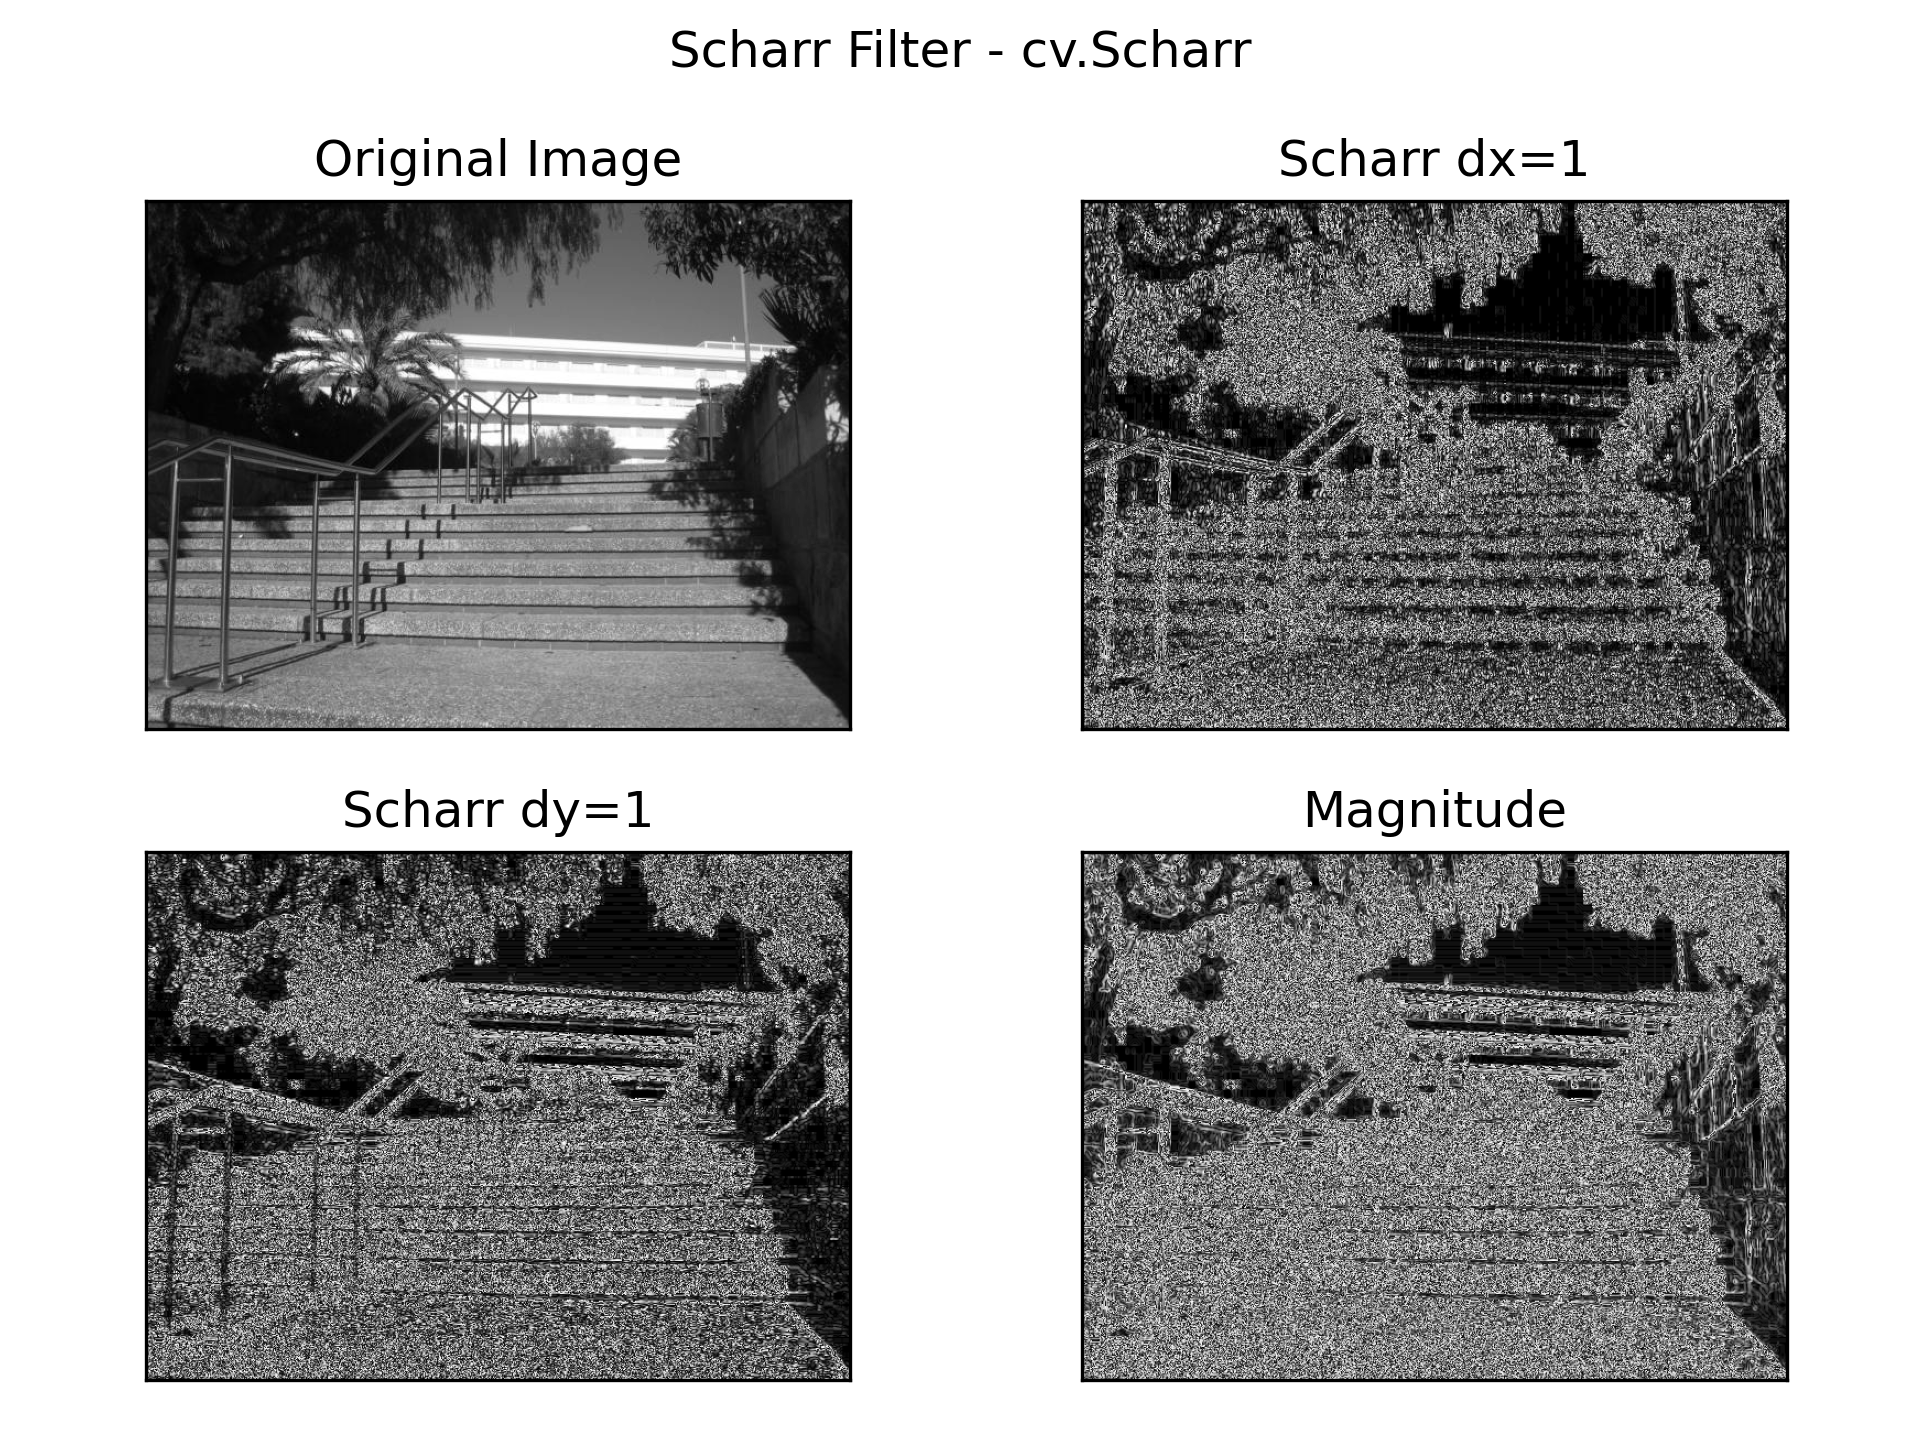 Scharr Filter - cv.Scharr
Original Image
Scharr dx=1
Scharr dy=1
Magnitude